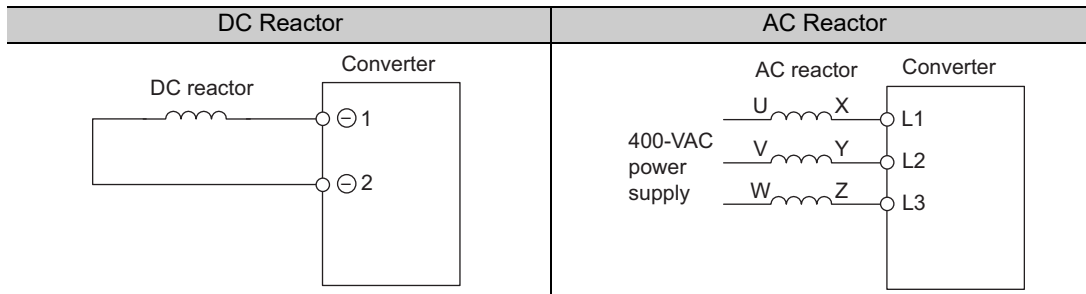 DC Reactor
AC Reactor
Converter
DC reactor
⊖ 1
⊖ 2
AC reactor
Converter
U X L1
400-VAC
power
supply
V Y L2
W Z L3